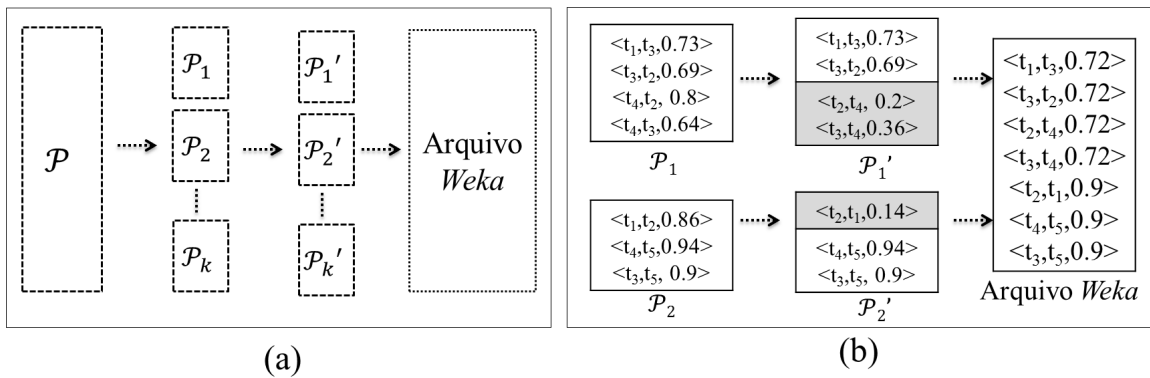 𝒫
𝒫₁
𝒫₂
𝒫ₖ
𝒫₁'
𝒫₂'
𝒫ₖ'
Arquivo
Weka
(a)
<t₁,t₃,0.73>
<t₃,t₂,0.69>
<t₄,t₂, 0.8>
<t₄,t₃,0.64>
𝒫₁
<t₁,t₃,0.73>
<t₃,t₂,0.69>
<t₂,t₄, 0.2>
<t₃,t₄,0.36>
𝒫₁'
<t₁,t₂,0.86>
<t₄,t₅,0.94>
<t₃,t₅, 0.9>
𝒫₂
<t₂,t₁,0.14>
<t₄,t₅,0.94>
<t₃,t₅, 0.9>
𝒫₂'
<t₁,t₃,0.72>
<t₃,t₂,0.72>
<t₂,t₄,0.72>
<t₃,t₄,0.72>
<t₂,t₁,0.9>
<t₄,t₅,0.9>
<t₃,t₅,0.9>
Arquivo Weka
(b)